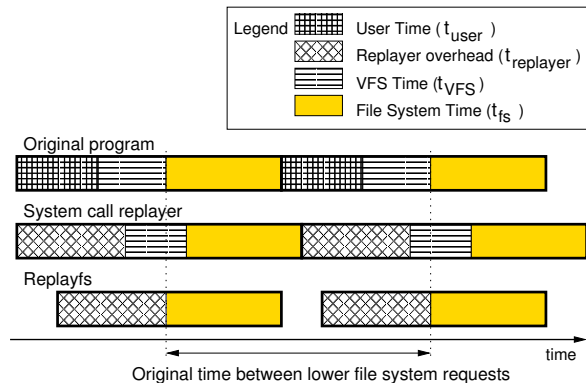 Legend
User Time (t_user)
Replayer overhead (t_replayer)
VFS Time (t_VFS)
File System Time (t_fs)
Original program
System call replayer
Replayfs
time
Original time between lower file system requests